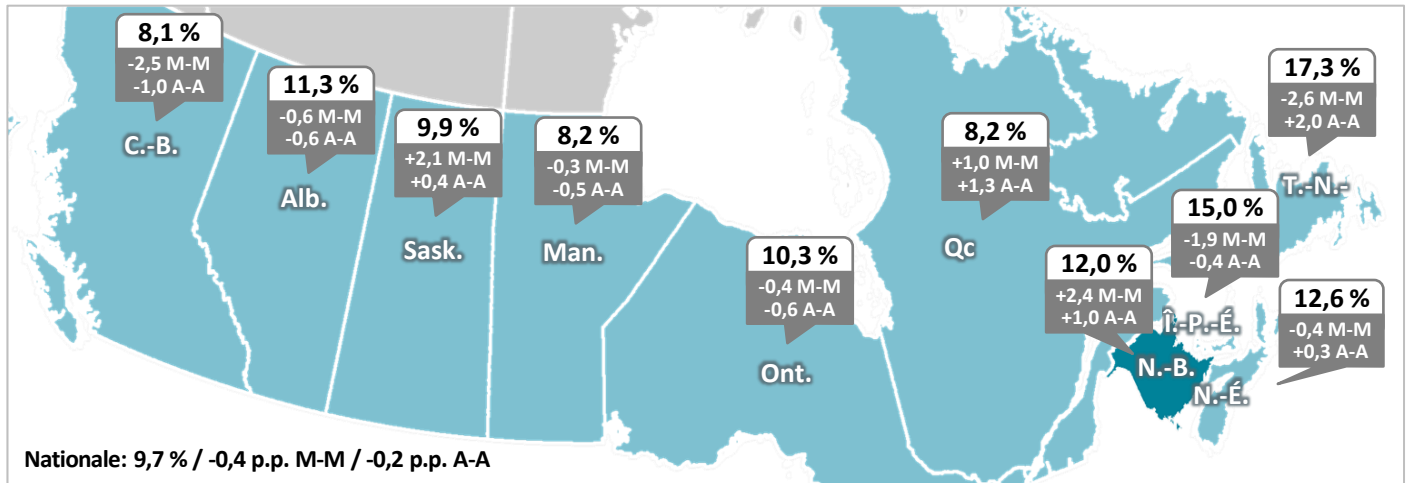 8,1 %
-2,5 M-M
-1,0 A-A
C.-B.
11,3 %
-0,6 M-M
-0,6 A-A
Alb.
9,9 %
+2,1 M-M
+0,4 A-A
Sask.
8,2 %
-0,3 M-M
-0,5 A-A
Man.
10,3 %
-0,4 M-M
-0,6 A-A
Ont.
8,2 %
+1,0 M-M
+1,3 A-A
Qc
17,3 %
-2,6 M-M
+2,0 A-A
T.-N.-
15,0 %
-1,9 M-M
-0,4 A-A
Î.-P.-É.
12,0 %
+2,4 M-M
+1,0 A-A
N.-B.
12,6 %
-0,4 M-M
+0,3 A-A
N.-É.
Nationale: 9,7 % / -0,4 p.p. M-M / -0,2 p.p. A-A